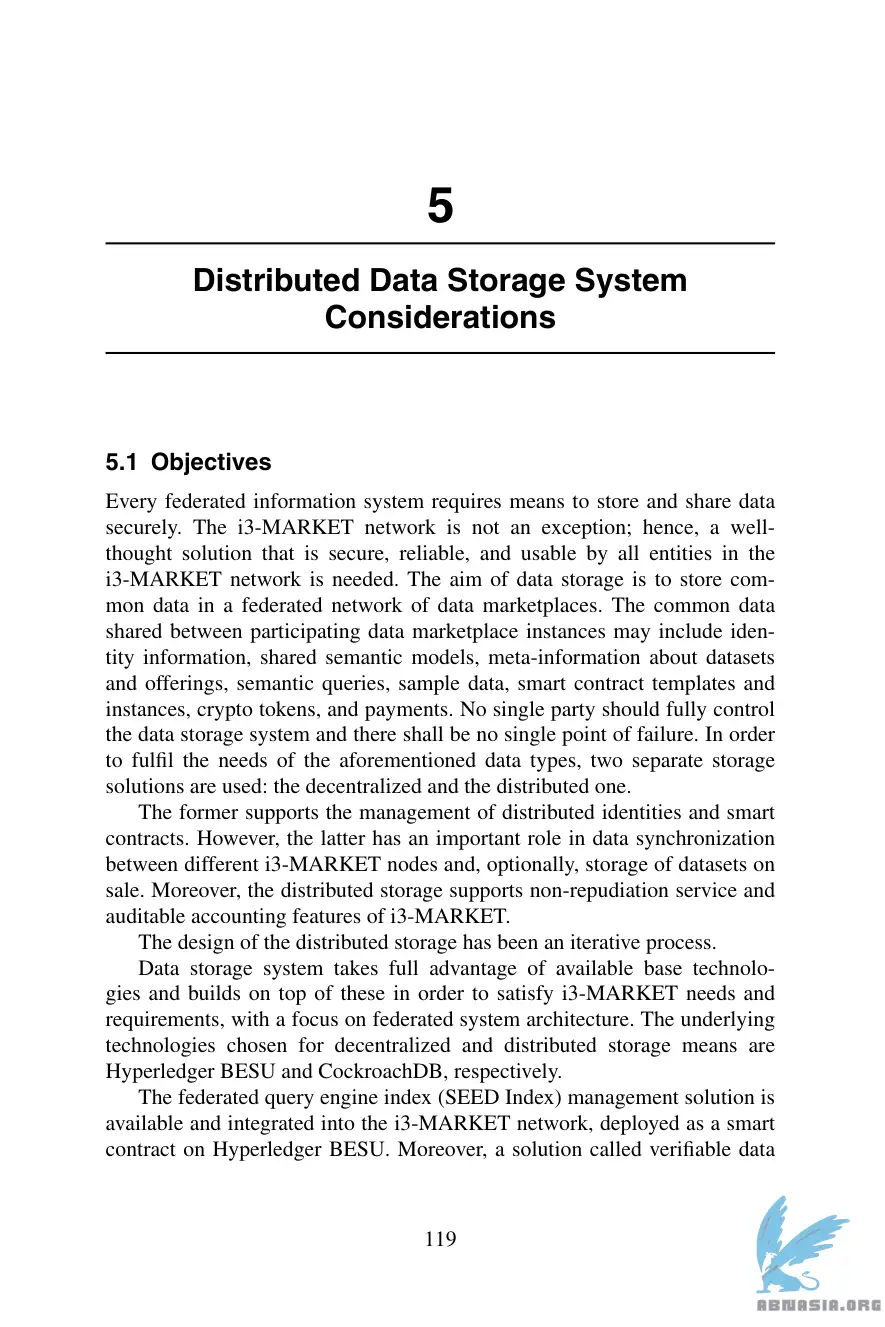 5
Distributed Data Storage System
Considerations
5.1 Objectives
Every federated information system requires means to store and share data
securely. The i3-MARKET network is not an exception; hence, a well-
thought solution that is secure, reliable, and usable by all entities in the
i3-MARKET network is needed. The aim of data storage is to store com-
mon data in a federated network of data marketplaces. The common data
shared between participating data marketplace instances may include iden-
tity information, shared semantic models, meta-information about datasets
and offerings, semantic queries, sample data, smart contract templates and
instances, crypto tokens, and payments. No single party should fully control
the data storage system and there shall be no single point of failure. In order
to fulfil the needs of the aforementioned data types, two separate storage
solutions are used: the decentralized and the distributed one.
The former supports the management of distributed identities and smart
contracts. However, the latter has an important role in data synchronization
between different i3-MARKET nodes and, optionally, storage of datasets on
sale. Moreover, the distributed storage supports non-repudiation service and
auditable accounting features of i3-MARKET.
The design of the distributed storage has been an iterative process.
Data storage system takes full advantage of available base technolo-
gies and builds on top of these in order to satisfy i3-MARKET needs and
requirements, with a focus on federated system architecture. The underlying
technologies chosen for decentralized and distributed storage means are
Hyperledger BESU and CockroachDB, respectively.
The federated query engine index (SEED Index) management solution is
available and integrated into the i3-MARKET network, deployed as a smart
contract on Hyperledger BESU. Moreover, a solution called verifiable data
119
ABNASIA.ORG